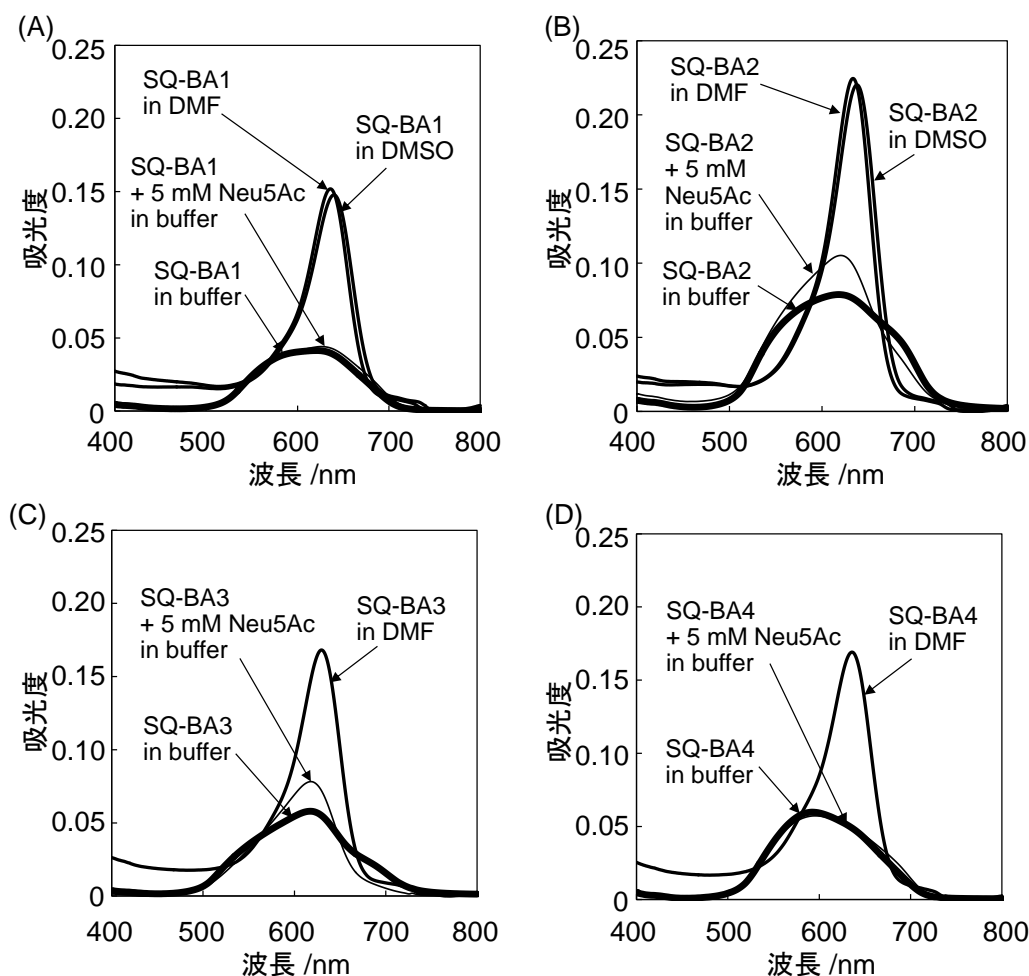 (A)
0.25
0.20
0.15
0.10
0.05
0
吸光度
SQ-BA1
in DMF
SQ-BA1
in DMSO
SQ-BA1
+ 5 mM Neu5Ac
in buffer
SQ-BA1
in buffer
400 500 600 700 800
波長 /nm
(B)
0.25
0.20
0.15
0.10
0.05
0
吸光度
SQ-BA2
in DMF
SQ-BA2
in DMSO
SQ-BA2
+ 5 mM
Neu5Ac
in buffer
SQ-BA2
in buffer
400 500 600 700 800
波長 /nm
(C)
0.25
0.20
0.15
0.10
0.05
0
吸光度
SQ-BA3
+ 5 mM Neu5Ac
in buffer
SQ-BA3
in DMF
SQ-BA3
in buffer
400 500 600 700 800
波長 /nm
(D)
0.25
0.20
0.15
0.10
0.05
0
吸光度
SQ-BA4
+ 5 mM Neu5Ac
in buffer
SQ-BA4
in DMF
SQ-BA4
in buffer
400 500 600 700 800
波長 /nm